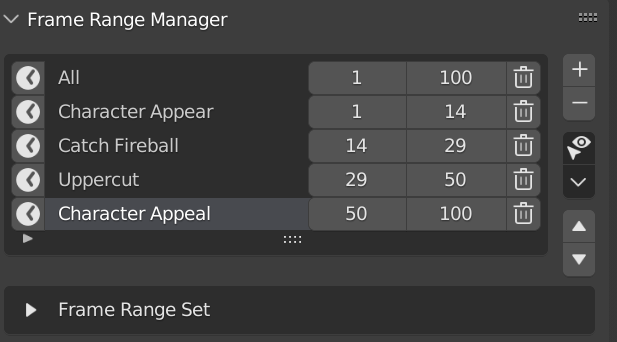 Frame Range Manager
All 1 100
Character Appear 1 14
Catch Fireball 14 29
Uppercut 29 50
Character Appeal 50 100
Frame Range Set